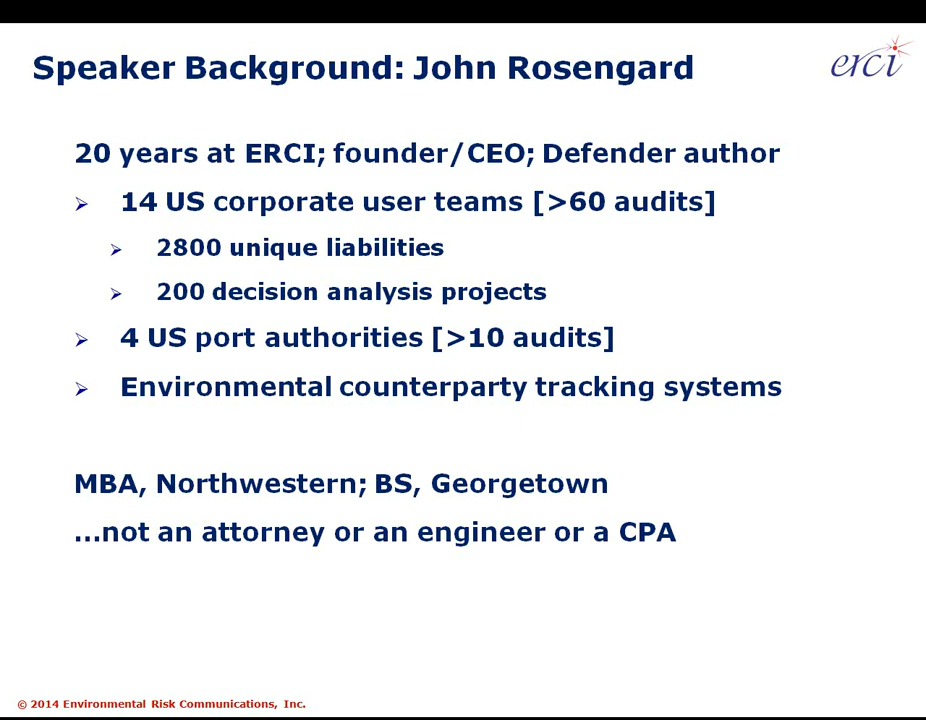 Speaker Background: John Rosengard
erci
20 years at ERCI; founder/CEO; Defender author
14 US corporate user teams [>60 audits]
2800 unique liabilities
200 decision analysis projects
4 US port authorities [>10 audits]
Environmental counterparty tracking systems
MBA, Northwestern; BS, Georgetown
...not an attorney or an engineer or a CPA
© 2014 Environmental Risk Communications, Inc.